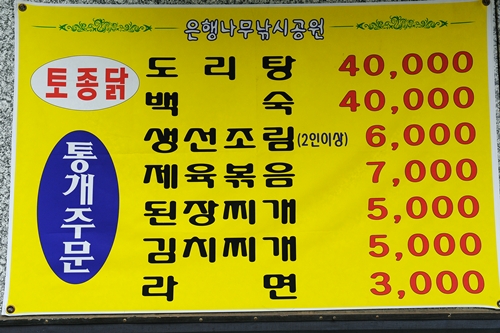 은행나무낚시공원
토종닭
도리탕 40,000
백숙 40,000
생선조림(2인이상) 6,000
제육볶음 7,000
된장찌개 5,000
김치찌개 5,000
라면 3,000
통개주문